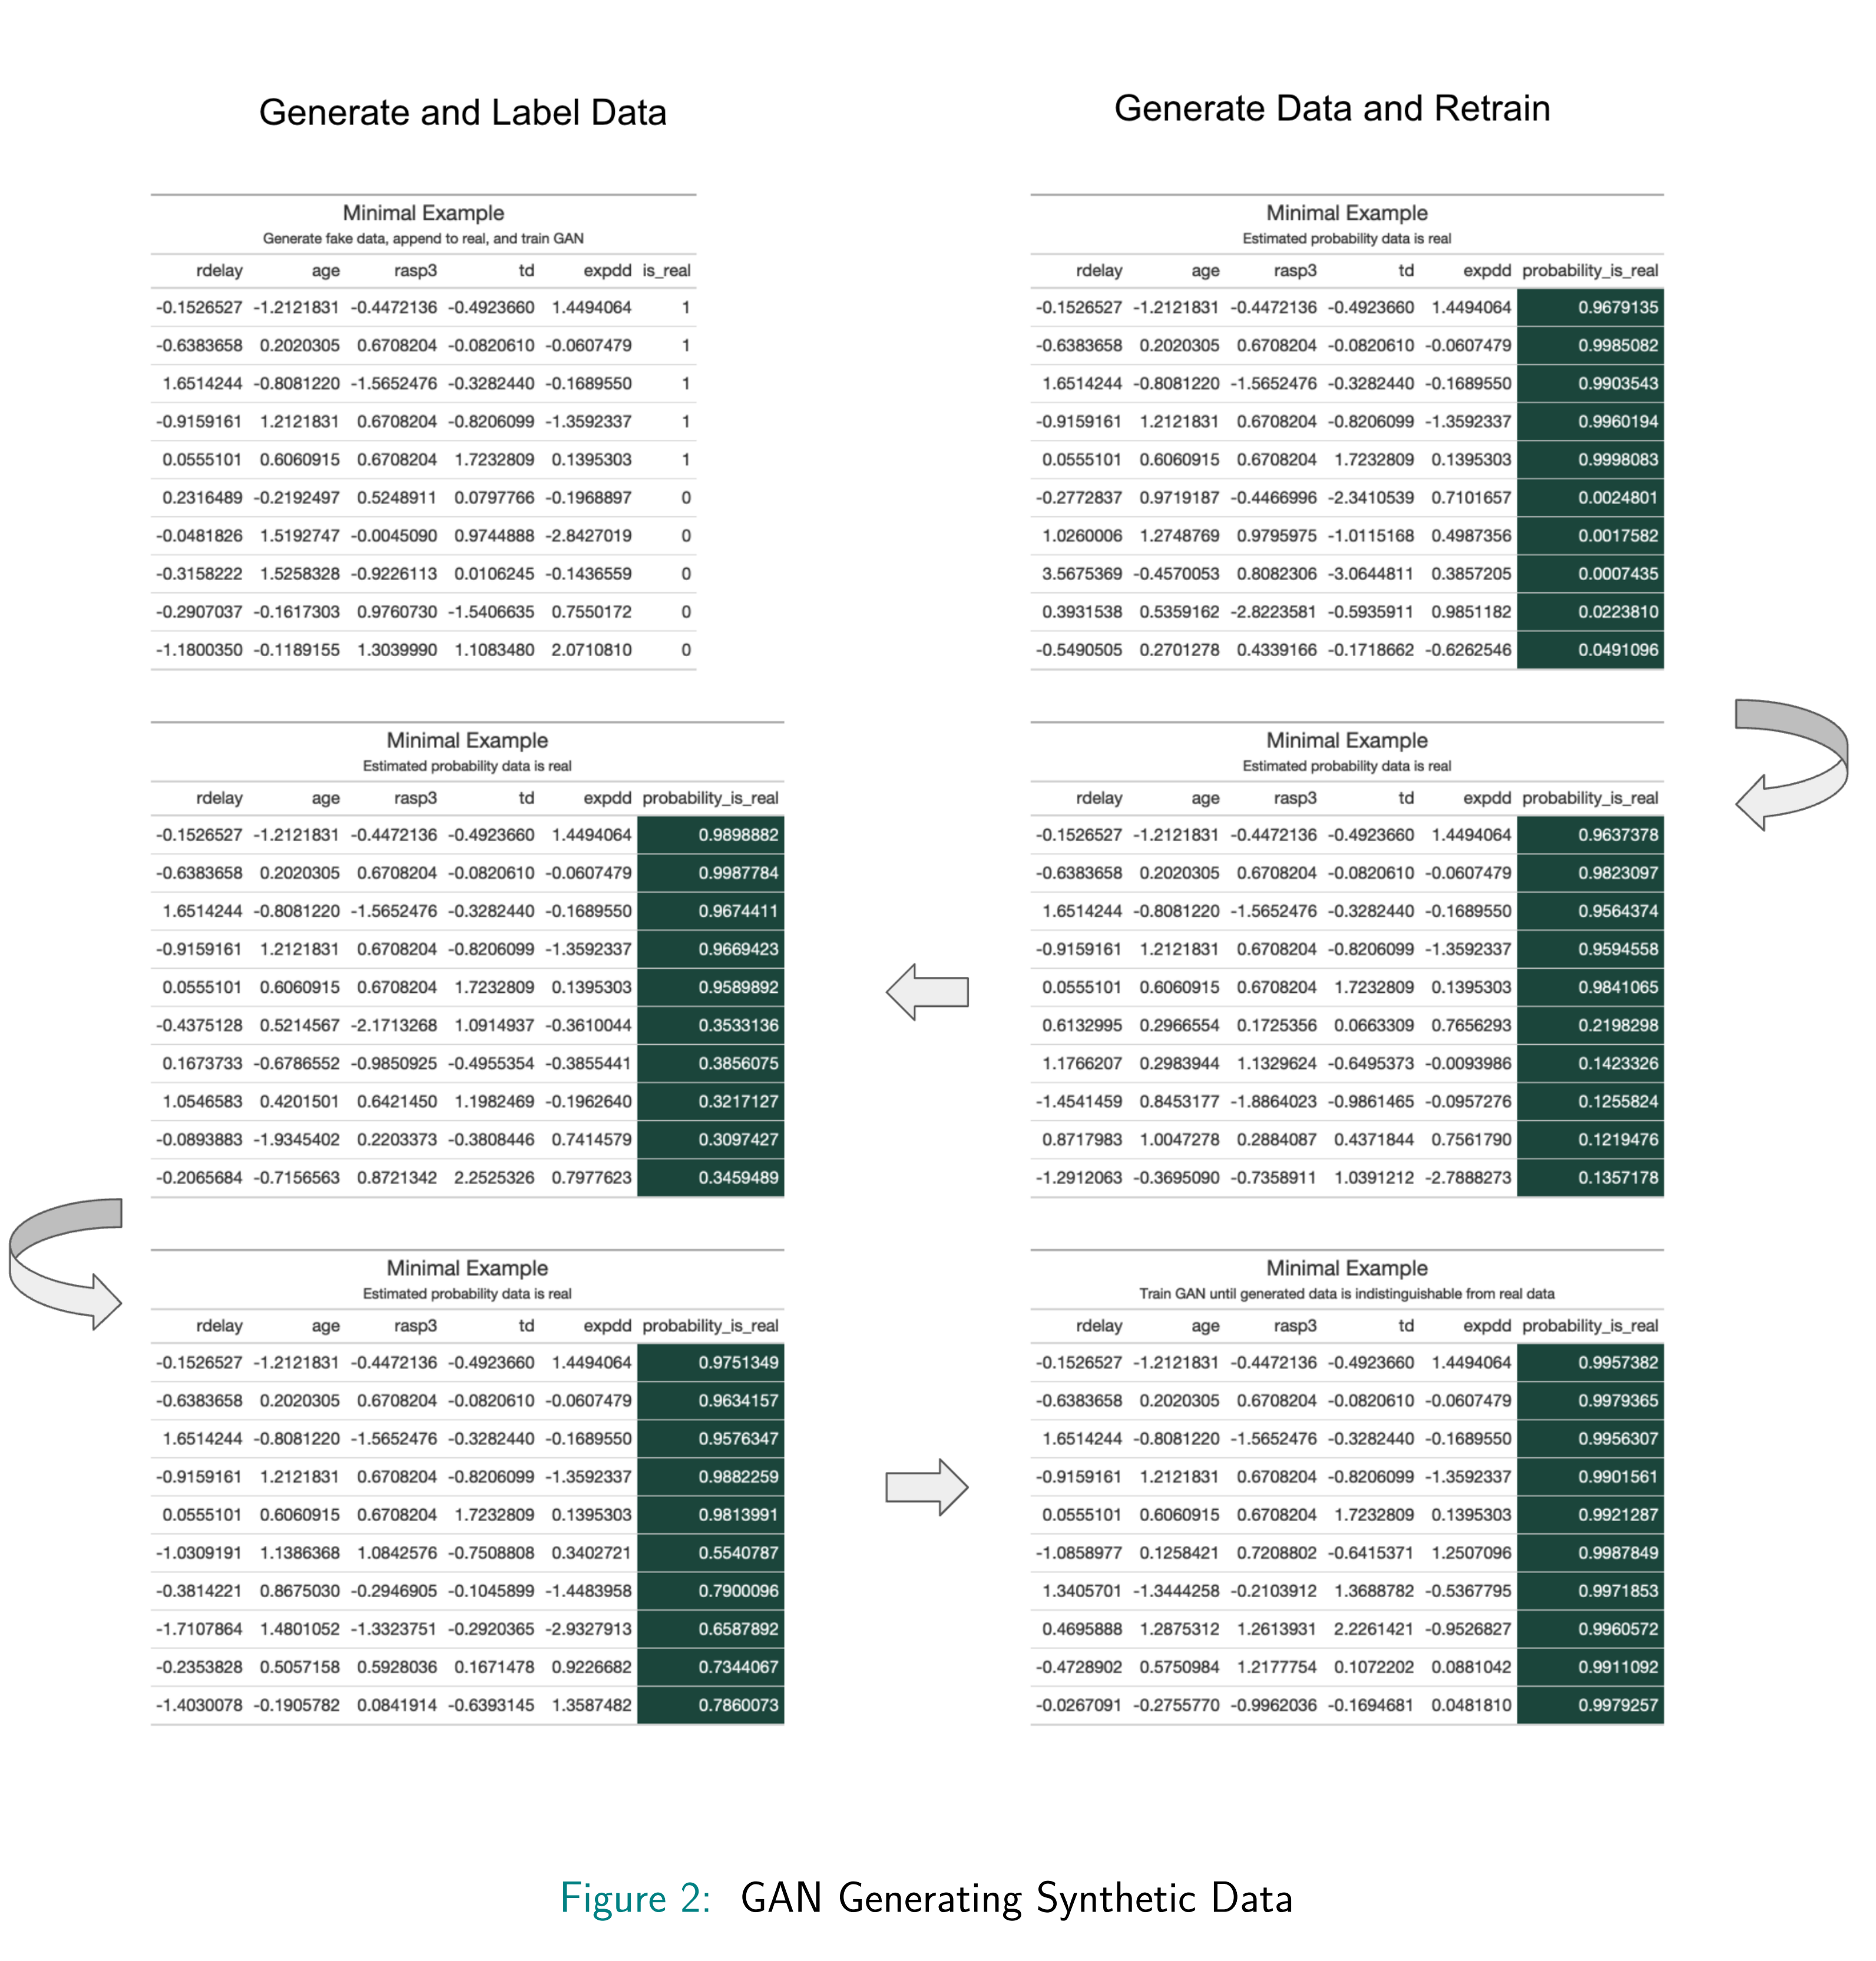 Generate and Label Data
Generate Data and Retrain
Minimal Example
Generate fake data, append to real, and train GAN
rdelay age rasp3 td expdd is_real
-0.1526527 -1.2121831 -0.4472136 -0.4923660 1.4494064 1
-0.6383658 0.2020305 0.6708204 -0.0820610 -0.0607479 1
1.6514244 -0.8081220 -1.5652476 -0.3282440 -0.1689550 1
-0.9159161 1.2121831 0.6708204 -0.8206099 -1.3592337 1
0.0555101 0.6060915 0.6708204 1.7232809 0.1395303 1
0.2316489 -0.2192497 0.5248911 0.0797766 -0.1968897 0
-0.0481826 1.5192747 -0.0045090 0.9744888 -2.8427019 0
-0.3158222 1.5258328 -0.9226113 0.0106245 -0.1436559 0
-0.2907037 -0.1617303 0.9760730 -1.5406635 0.7550172 0
-1.1800350 -0.1189155 1.3039990 1.1083480 2.0710810 0
Minimal Example
Estimated probability data is real
rdelay age rasp3 td expdd probability_is_real
-0.1526527 -1.2121831 -0.4472136 -0.4923660 1.4494064 0.9679135
-0.6383658 0.2020305 0.6708204 -0.0820610 -0.0607479 0.9985082
1.6514244 -0.8081220 -1.5652476 -0.3282440 -0.1689550 0.9903543
-0.9159161 1.2121831 0.6708204 -0.8206099 -1.3592337 0.9960194
0.0555101 0.6060915 0.6708204 1.7232809 0.1395303 0.9998083
-0.2772837 0.9719187 -0.4466996 -2.3410539 0.7101657 0.0024801
1.0260006 1.2748769 0.9795975 -1.0115168 0.4987356 0.0017582
3.5675369 -0.4570053 0.8082306 -3.0644811 0.3857205 0.0007435
0.3931538 0.5359162 -2.8223581 -0.5935911 0.9851182 0.0223810
-0.5490505 0.2701278 0.4339166 -0.1718662 -0.6262546 0.0491096
Minimal Example
Estimated probability data is real
rdelay age rasp3 td expdd probability_is_real
-0.1526527 -1.2121831 -0.4472136 -0.4923660 1.4494064 0.9898882
-0.6383658 0.2020305 0.6708204 -0.0820610 -0.0607479 0.9987784
1.6514244 -0.8081220 -1.5652476 -0.3282440 -0.1689550 0.9674411
-0.9159161 1.2121831 0.6708204 -0.8206099 -1.3592337 0.9669423
0.0555101 0.6060915 0.6708204 1.7232809 0.1395303 0.9589892
-0.4375128 0.5214567 -2.1713268 1.0914937 -0.3610044 0.3533136
0.1673733 -0.6786552 -0.9850925 -0.4955354 -0.3855441 0.3856075
1.0546583 0.4201501 0.6421450 1.1982469 -0.1962640 0.3217127
-0.0893883 -1.9345402 0.2203373 -0.3808446 0.7414579 0.3097427
-0.2065684 -0.7156563 0.8721342 2.2525326 0.7977623 0.3459489
Minimal Example
Estimated probability data is real
rdelay age rasp3 td expdd probability_is_real
-0.1526527 -1.2121831 -0.4472136 -0.4923660 1.4494064 0.9637378
-0.6383658 0.2020305 0.6708204 -0.0820610 -0.0607479 0.9823097
1.6514244 -0.8081220 -1.5652476 -0.3282440 -0.1689550 0.9564374
-0.9159161 1.2121831 0.6708204 -0.8206099 -1.3592337 0.9594558
0.0555101 0.6060915 0.6708204 1.7232809 0.1395303 0.9841065
0.6132995 0.2966554 0.1725356 0.0663309 0.7656293 0.2198298
1.1766207 0.2983944 1.1329624 -0.6495373 -0.0093986 0.1423326
-1.4541459 0.8453177 -1.8864023 -0.9861465 -0.0957276 0.1255824
0.8717983 1.0047278 0.2884087 0.4371844 0.7561790 0.1219476
-1.2912063 -0.3695090 -0.7358911 1.0391212 -2.7888273 0.1357178
Minimal Example
Estimated probability data is real
rdelay age rasp3 td expdd probability_is_real
-0.1526527 -1.2121831 -0.4472136 -0.4923660 1.4494064 0.9751349
-0.6383658 0.2020305 0.6708204 -0.0820610 -0.0607479 0.9634157
1.6514244 -0.8081220 -1.5652476 -0.3282440 -0.1689550 0.9576347
-0.9159161 1.2121831 0.6708204 -0.8206099 -1.3592337 0.9882259
0.0555101 0.6060915 0.6708204 1.7232809 0.1395303 0.9813991
-1.0309191 1.1386368 1.0842576 -0.7508808 0.3402721 0.5540787
-0.3814221 0.8675030 -0.2946905 -0.1045899 -1.4483958 0.7900096
-1.7107864 1.4801052 -1.3323751 -0.2920365 -2.9327913 0.6587892
-0.2353828 0.5057158 0.5928036 0.1671478 0.9226682 0.7344067
-1.4030078 -0.1905782 0.0841914 -0.6393145 1.3587482 0.7860073
Minimal Example
Train GAN until generated data is indistinguishable from real data
rdelay age rasp3 td expdd probability_is_real
-0.1526527 -1.2121831 -0.4472136 -0.4923660 1.4494064 0.9957382
-0.6383658 0.2020305 0.6708204 -0.0820610 -0.0607479 0.9979365
1.6514244 -0.8081220 -1.5652476 -0.3282440 -0.1689550 0.9956307
-0.9159161 1.2121831 0.6708204 -0.8206099 -1.3592337 0.9901561
0.0555101 0.6060915 0.6708204 1.7232809 0.1395303 0.9921287
-1.0858977 0.1258421 0.7208802 -0.6415371 1.2507096 0.9987849
1.3405701 -1.3444258 -0.2103912 1.3688782 -0.5367795 0.9971853
0.4695888 1.2875312 1.2613931 2.2261421 -0.9526827 0.9960572
-0.4728902 0.5750984 1.2177754 0.1072202 0.0881042 0.9911092
-0.0267091 -0.2755770 -0.9962036 -0.1694681 0.0481810 0.9979257
Figure 2: GAN Generating Synthetic Data